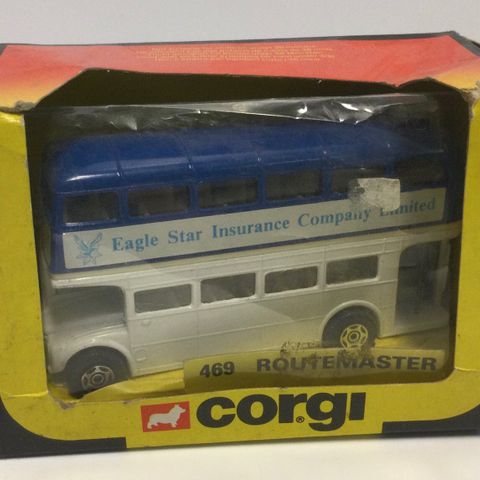 Eagle Star Insurance Company Limited
469 ROUTEMASTER
CORGI®